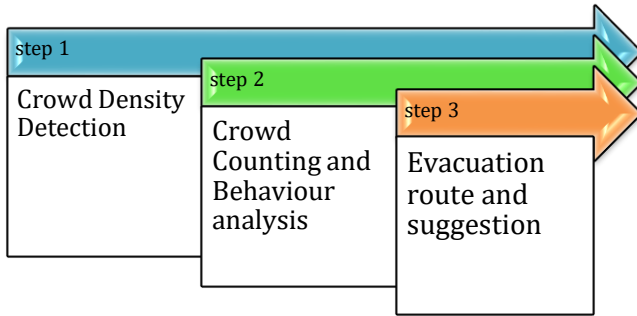 step 1
Crowd Density
Detection
step 2
Crowd
Counting and
Behaviour
analysis
step 3
Evacuation
route and
suggestion